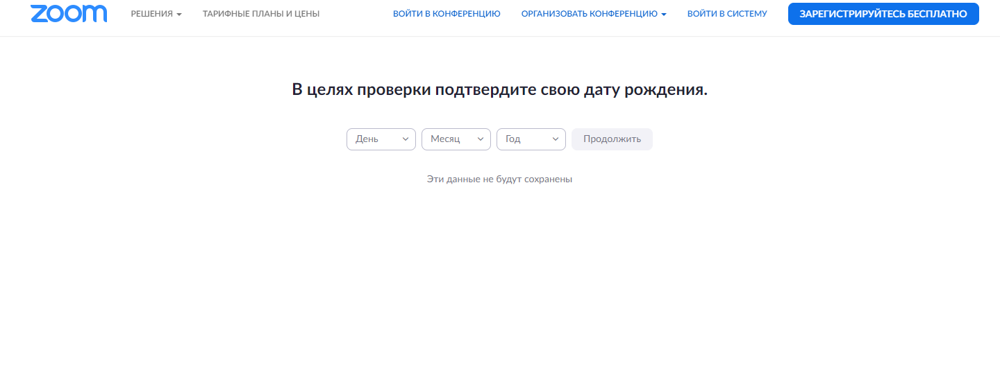 zoom РЕШЕНИЯ ТАРИФНЫЕ ПЛАНЫ И ЦЕНЫ ВОЙТИ В КОНФЕРЕНЦИЮ ОРГАНИЗОВАТЬ КОНФЕРЕНЦИЮ ВОЙТИ В СИСТЕМУ ЗАРЕГИСТРИРУЙТЕСЬ БЕСПЛАТНО
В целях проверки подтвердите свою дату рождения.
День Месяц Год Продолжить
Эти данные не будут сохранены